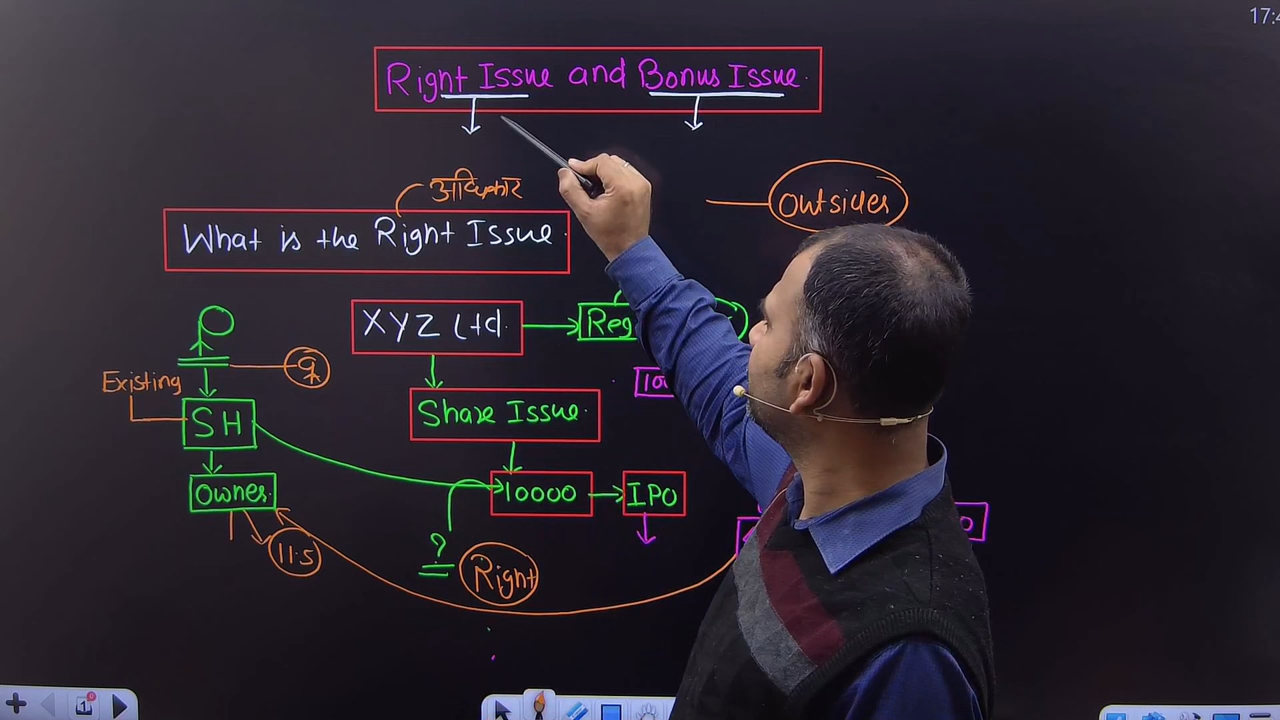 Right Issue and Bonus Issue
अधिकार
Outsiders
What is the Right Issue
XYZ Ltd.
Existing
SH
Share Issue
Owner
10000
IPO
11.5
?
Right